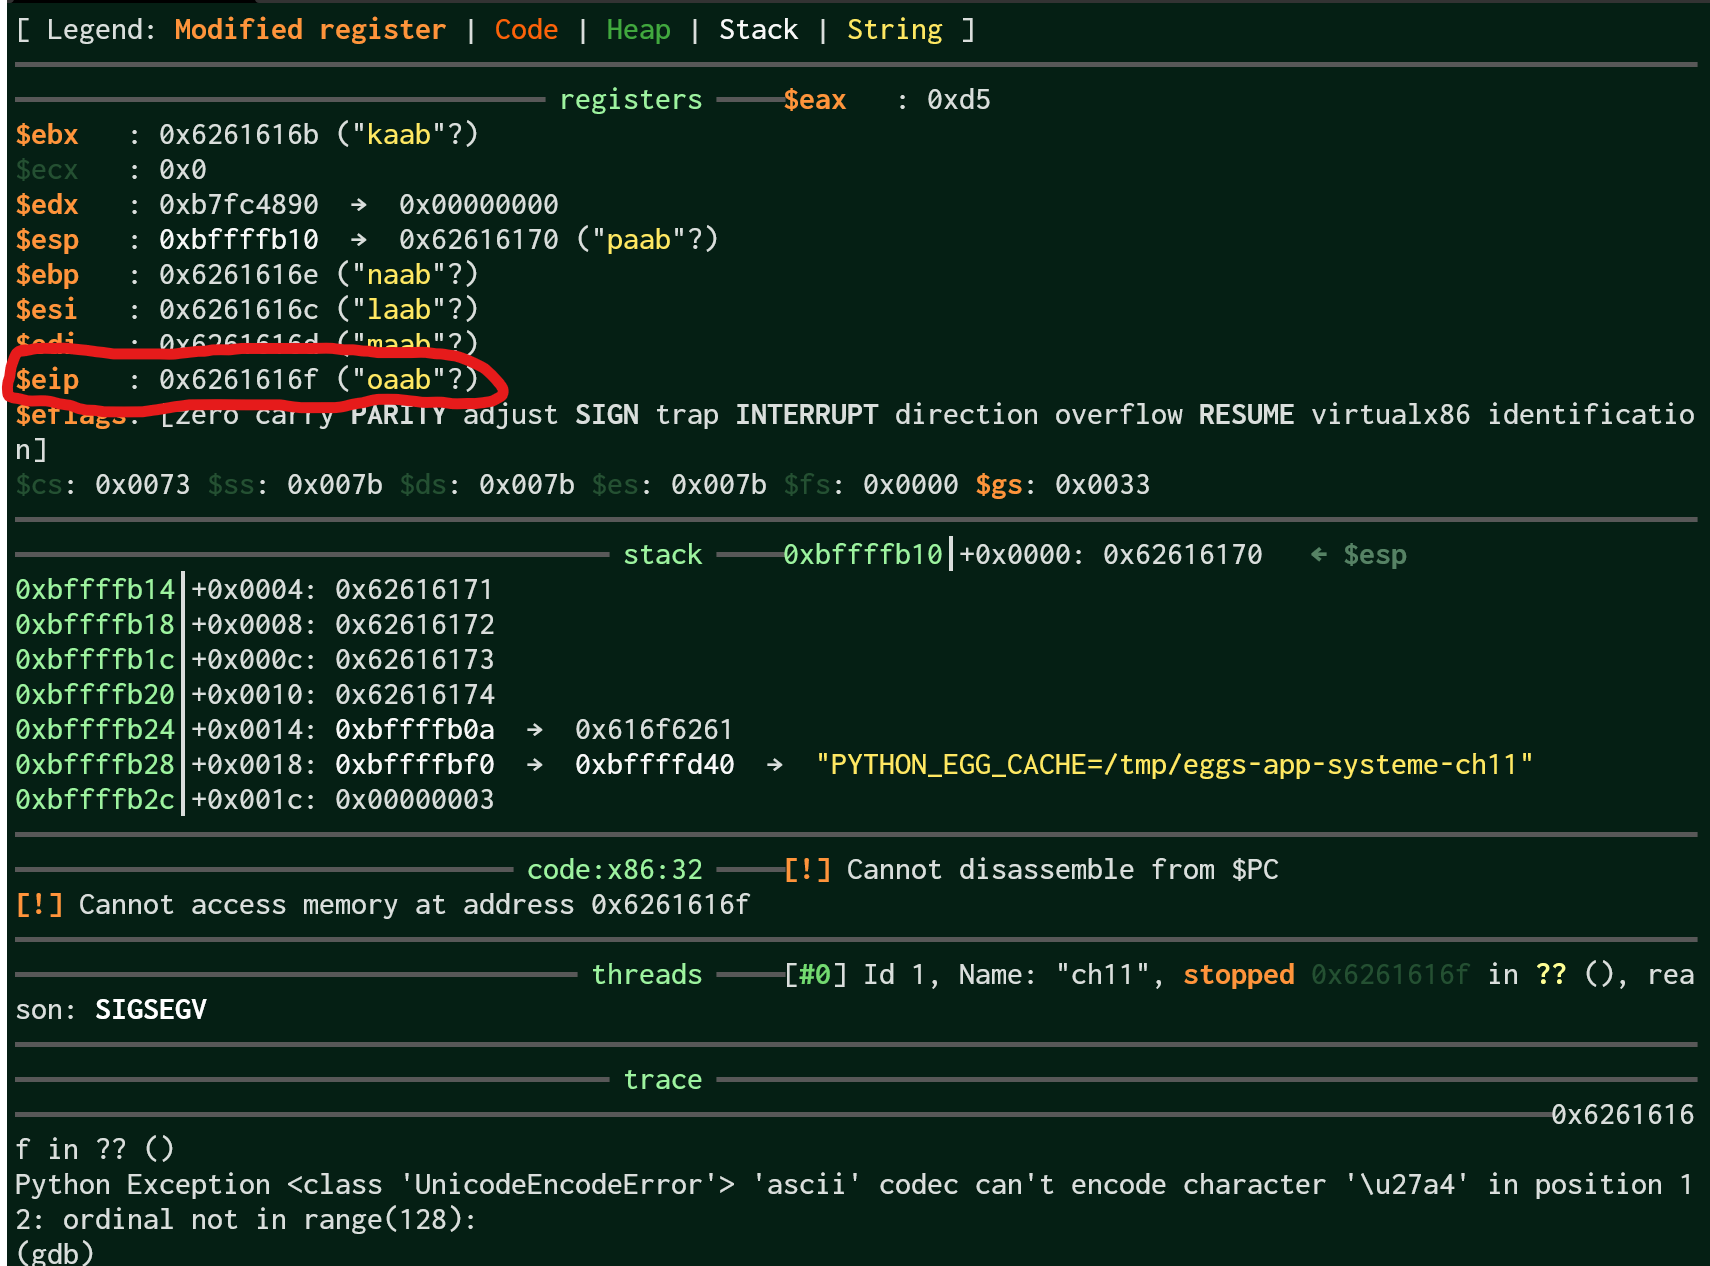 [ Legend: Modified register | Code | Heap | Stack | String ]
registers $eax   : 0xd5
$ebx   : 0x6261616b ("kaab"?)
$ecx   : 0x0
$edx   : 0xb7fc4890  →  0x00000000
$esp   : 0xbffffb10  →  0x62616170 ("paab"?)
$ebp   : 0x6261616e ("naab"?)
$esi   : 0x6261616c ("laab"?)
$edi   : 0x6261616d ("maab"?)
$eip   : 0x6261616f ("oaab"?)
$eflags: [zero carry PARITY adjust SIGN trap INTERRUPT direction overflow RESUME virtualx86 identificatio
n]
$cs: 0x0073 $ss: 0x007b $ds: 0x007b $es: 0x007b $fs: 0x0000 $gs: 0x0033
stack 0xbffffb10│+0x0000: 0x62616170   ← $esp
0xbffffb14│+0x0004: 0x62616171
0xbffffb18│+0x0008: 0x62616172
0xbffffb1c│+0x000c: 0x62616173
0xbffffb20│+0x0010: 0x62616174
0xbffffb24│+0x0014: 0xbffffb0a  →  0x616f6261
0xbffffb28│+0x0018: 0xbffffbf0  →  0xbffffd40  →  "PYTHON_EGG_CACHE=/tmp/eggs-app-systeme-ch11"
0xbffffb2c│+0x001c: 0x00000003
code:x86:32 [!] Cannot disassemble from $PC
[!] Cannot access memory at address 0x6261616f
threads [#0] Id 1, Name: "ch11", stopped 0x6261616f in ?? (), rea
son: SIGSEGV
trace
0x6261616
f in ?? ()
Python Exception <class 'UnicodeEncodeError'> 'ascii' codec can't encode character '\u27a4' in position 1
2: ordinal not in range(128):
(gdb)